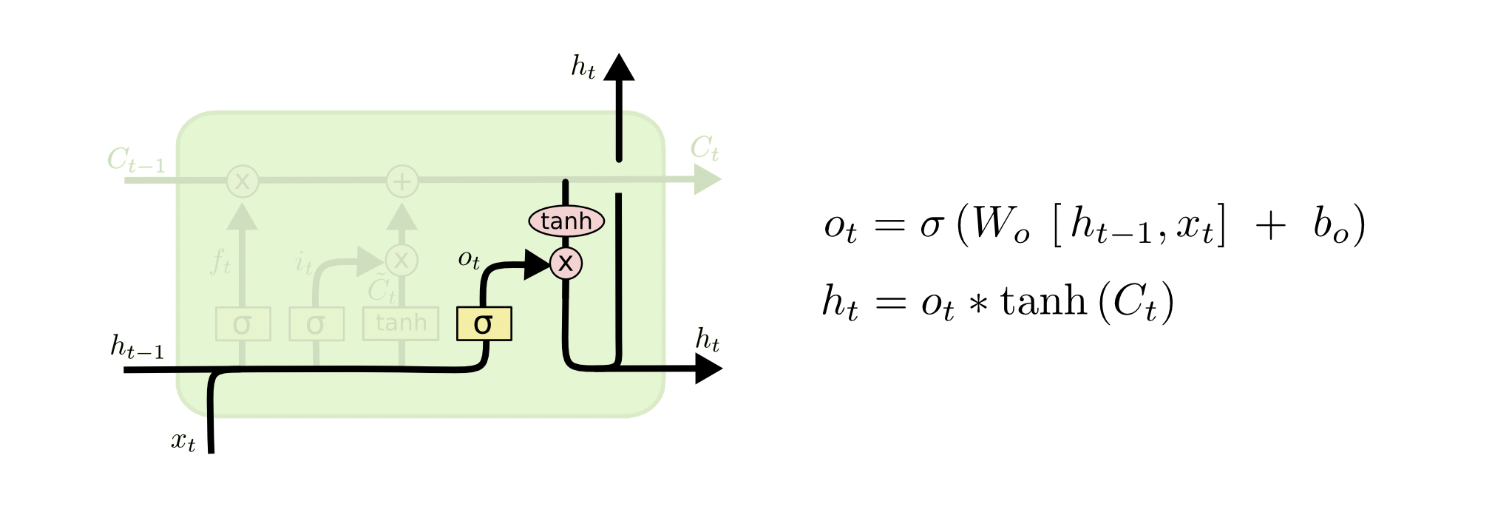 h_t
C_{t-1}
C_t
x +
tanh
f_t i_t x o_t x
C̃_t
σ σ tanh σ
h_{t-1} h_t
x_t
o_t = σ (W_o [h_{t-1}, x_t] + b_o)
h_t = o_t * tanh (C_t)